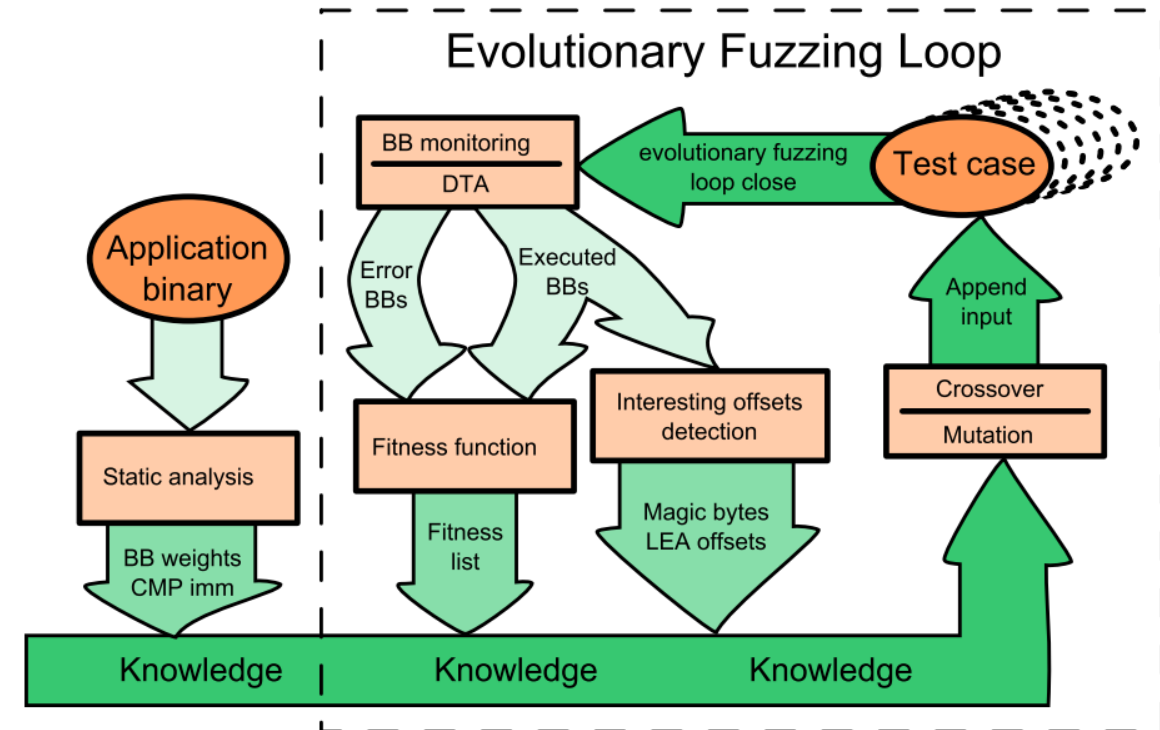 Evolutionary Fuzzing Loop
BB monitoring
DTA
evolutionary fuzzing
loop close
Test case
Application
binary
Error
BBs
Executed
BBs
Append
input
Static analysis
Fitness function
Interesting offsets
detection
Crossover
Mutation
BB weights
CMP imm
Fitness
list
Magic bytes
LEA offsets
Knowledge
Knowledge
Knowledge